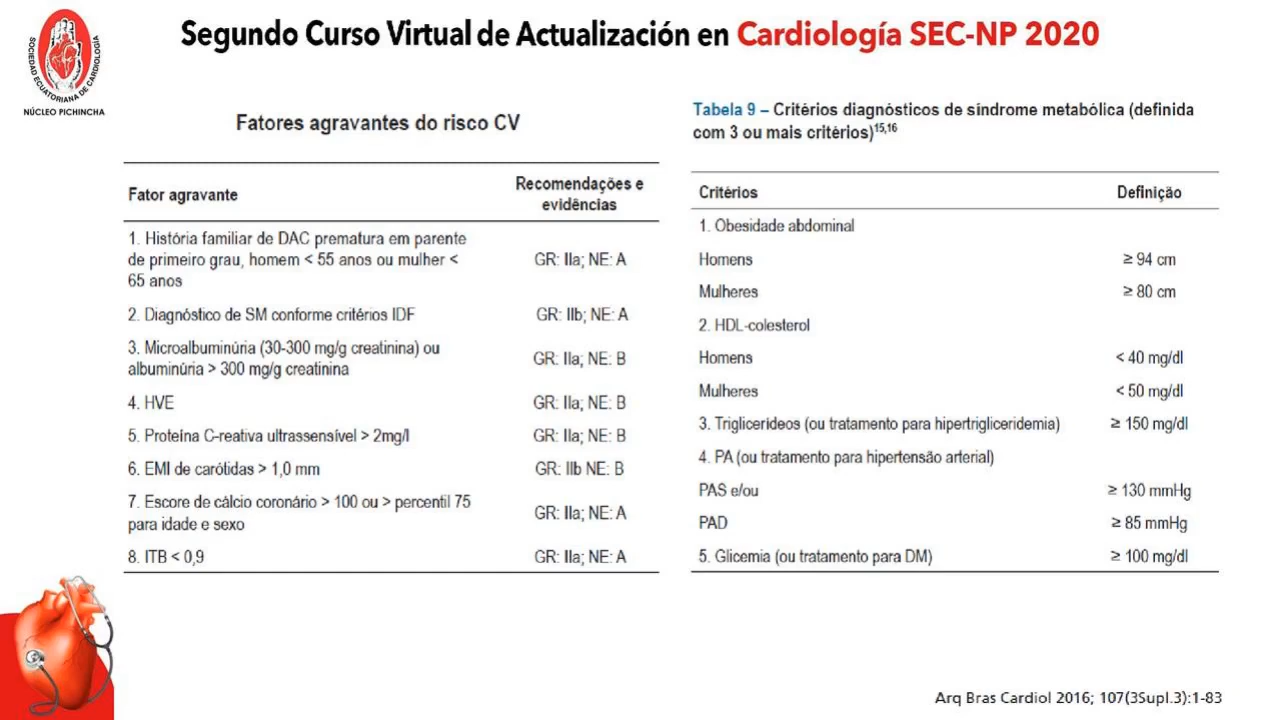 Segundo Curso Virtual de Actualización en Cardiología SEC-NP 2020
SOCIEDAD ECUATORIANA DE CARDIOLOGÍA
NÚCLEO PICHINCHA
Fatores agravantes do risco CV
Fator agravante
Recomendações e
evidências
1. História familiar de DAC prematura em parente
de primeiro grau, homem < 55 anos ou mulher <
65 anos
GR: IIa; NE: A
2. Diagnóstico de SM conforme critérios IDF
GR: IIb; NE: A
3. Microalbuminúria (30-300 mg/g creatinina) ou
albuminúria > 300 mg/g creatinina
GR: IIa; NE: B
4. HVE
GR: IIa; NE: B
5. Proteína C-reativa ultrassensível > 2mg/l
GR: IIa; NE: B
6. EMI de carótidas > 1,0 mm
GR: IIb NE: B
7. Escore de cálcio coronário > 100 ou > percentil 75
para idade e sexo
GR: IIa; NE: A
8. ITB < 0,9
GR: IIa; NE: A
Tabela 9 – Critérios diagnósticos de síndrome metabólica (definida
com 3 ou mais critérios)15,16
Critérios
Definição
1. Obesidade abdominal
Homens
≥ 94 cm
Mulheres
≥ 80 cm
2. HDL-colesterol
Homens
< 40 mg/dl
Mulheres
< 50 mg/dl
3. Triglicerídeos (ou tratamento para hipertrigliceridemia)
≥ 150 mg/dl
4. PA (ou tratamento para hipertensão arterial)
PAS e/ou
≥ 130 mmHg
PAD
≥ 85 mmHg
5. Glicemia (ou tratamento para DM)
≥ 100 mg/dl
Arq Bras Cardiol 2016; 107(3Supl.3):1-83